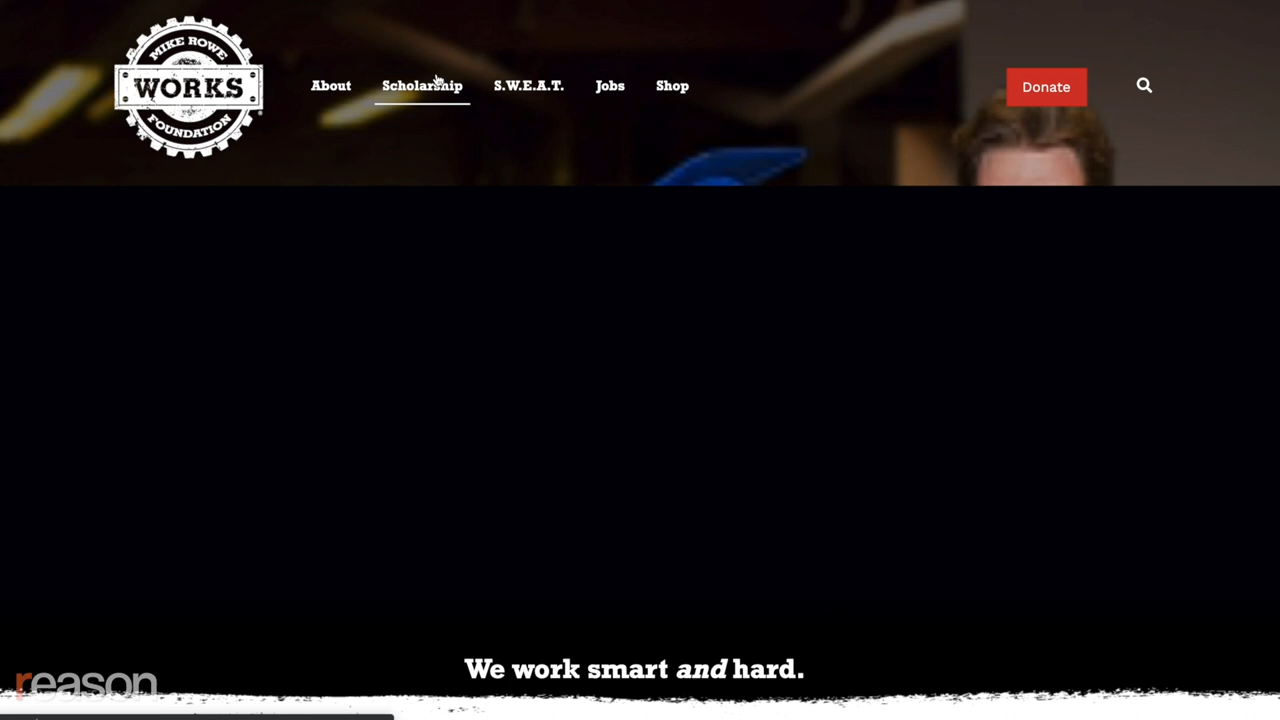 MIKE ROWE
WORKS
FOUNDATION
About Scholarship S.W.E.A.T. Jobs Shop Donate
We work smart and hard.
reason